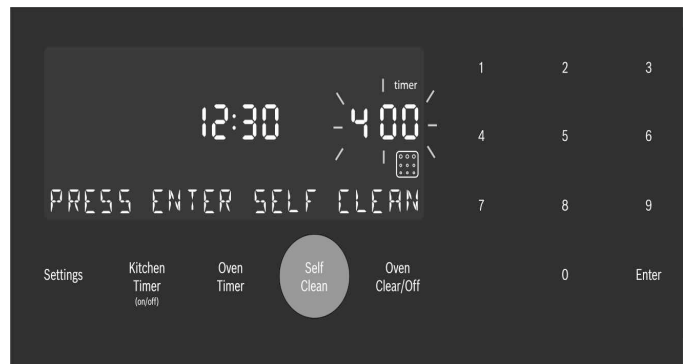 timer
12:30 4 00
PRESS ENTER SELF CLEAN
Settings
Kitchen
Timer
(on/off)
Oven
Timer
Self
Clean
Oven
Clear/Off
1 2 3
4 5 6
7 8 9
0 Enter